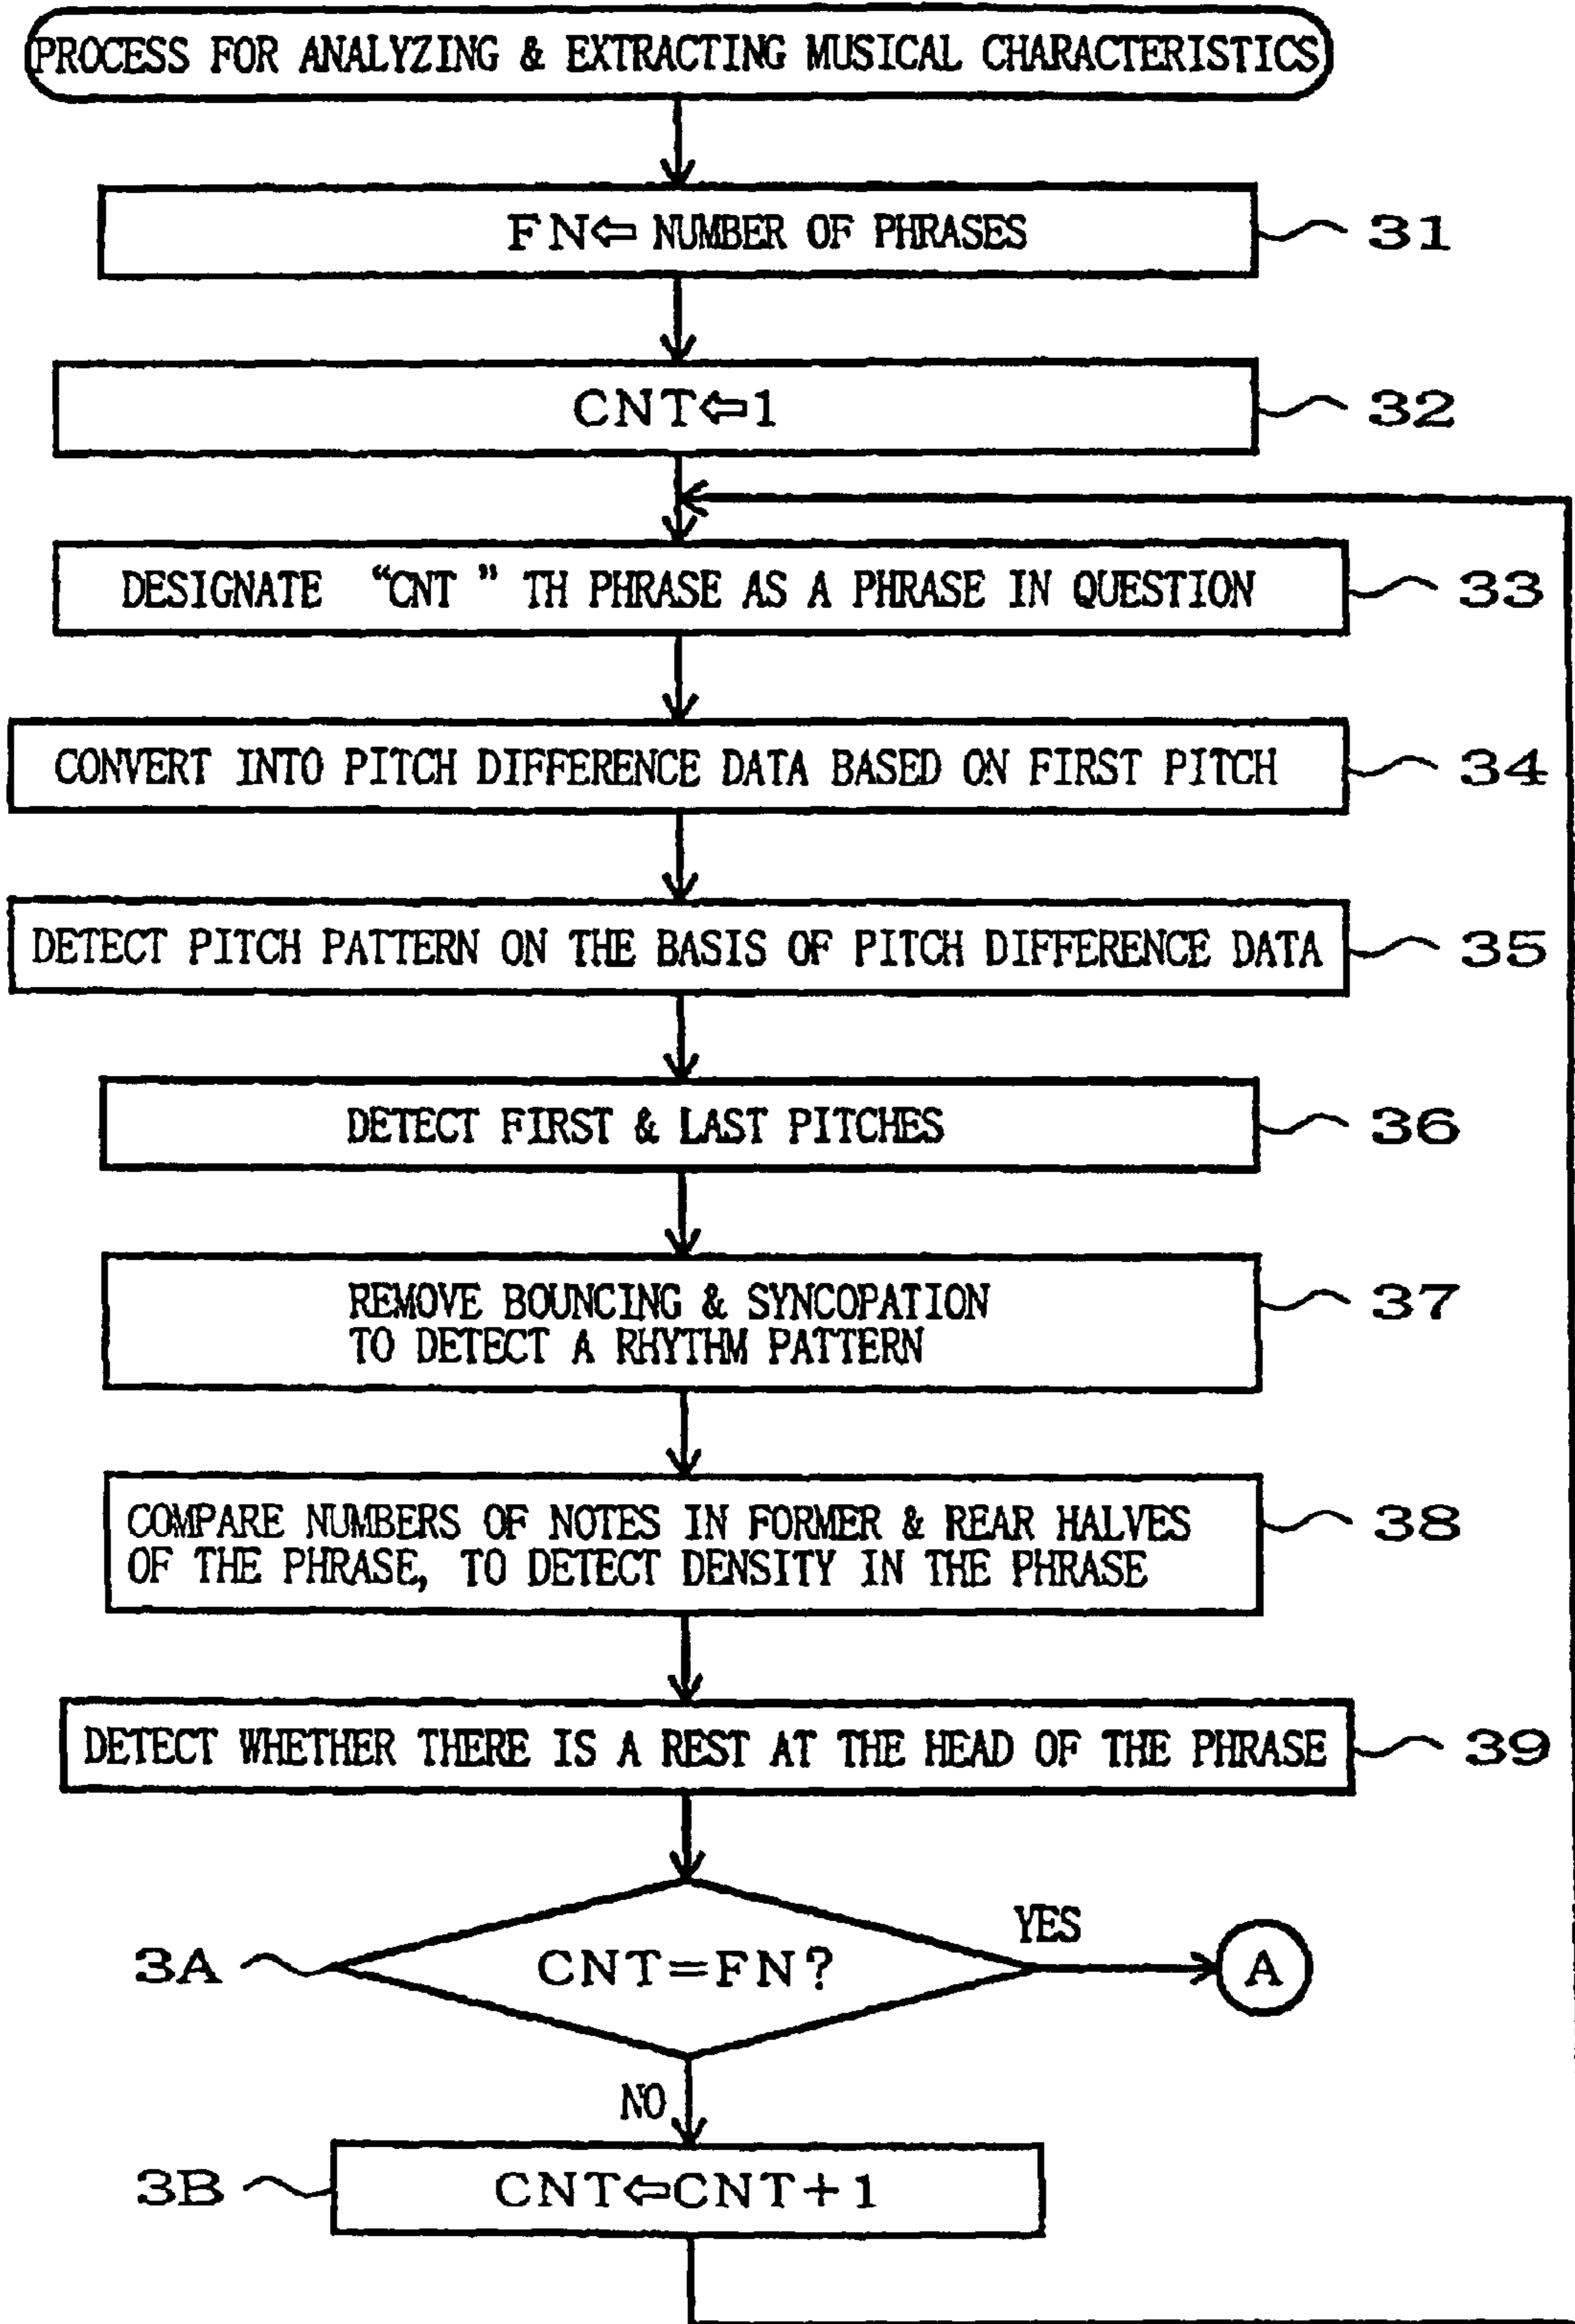 PROCESS FOR ANALYZING & EXTRACTING MUSICAL CHARACTERISTICS
FN⇦ NUMBER OF PHRASES
31
CNT⇦1
32
DESIGNATE “CNT ” TH PHRASE AS A PHRASE IN QUESTION
33
CONVERT INTO PITCH DIFFERENCE DATA BASED ON FIRST PITCH
34
DETECT PITCH PATTERN ON THE BASIS OF PITCH DIFFERENCE DATA
35
DETECT FIRST & LAST PITCHES
36
REMOVE BOUNCING & SYNCOPATION
TO DETECT A RHYTHM PATTERN
37
COMPARE NUMBERS OF NOTES IN FORMER & REAR HALVES
OF THE PHRASE, TO DETECT DENSITY IN THE PHRASE
38
DETECT WHETHER THERE IS A REST AT THE HEAD OF THE PHRASE
39
3A
CNT=FN?
YES
A
NO
3B
CNT⇦CNT+1